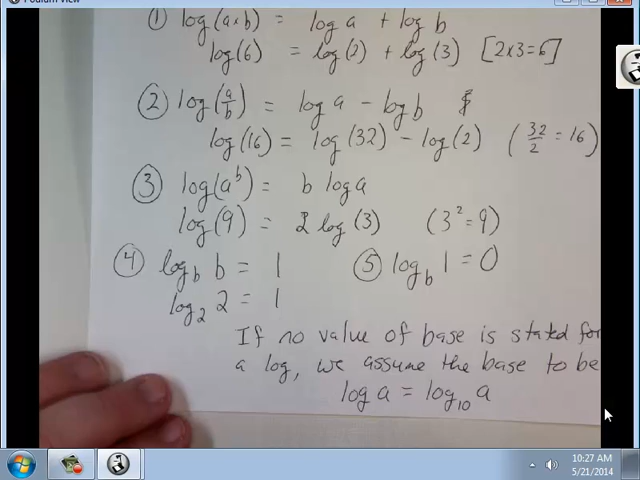 Podium View
① log(a×b) = log a + log b
log(6) = log(2) + log(3) [2×3=6]
② log(a/b) = log a - log b
log(16) = log(32) - log(2) (32/2 = 16)
③ log(a^b) = b log a
log(9) = 2 log(3) (3² = 9)
④ log_b b = 1 ⑤ log_b 1 = 0
log₂ 2 = 1
If no value of base is stated for
a log, we assume the base to be
log a = log₁₀ a
10:27 AM
5/21/2014